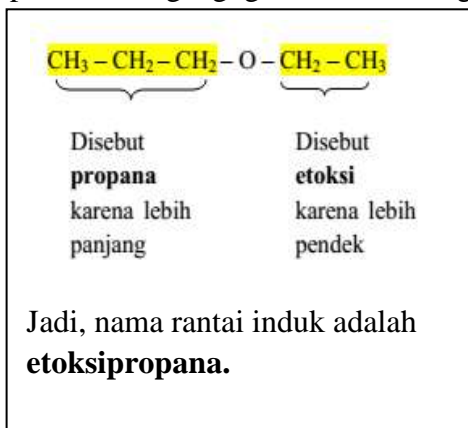 CH₃ – CH₂ – CH₂ – O – CH₂ – CH₃
Disebut Disebut
propana etoksi
karena lebih karena lebih
panjang pendek
Jadi, nama rantai induk adalah
etoksipropana.